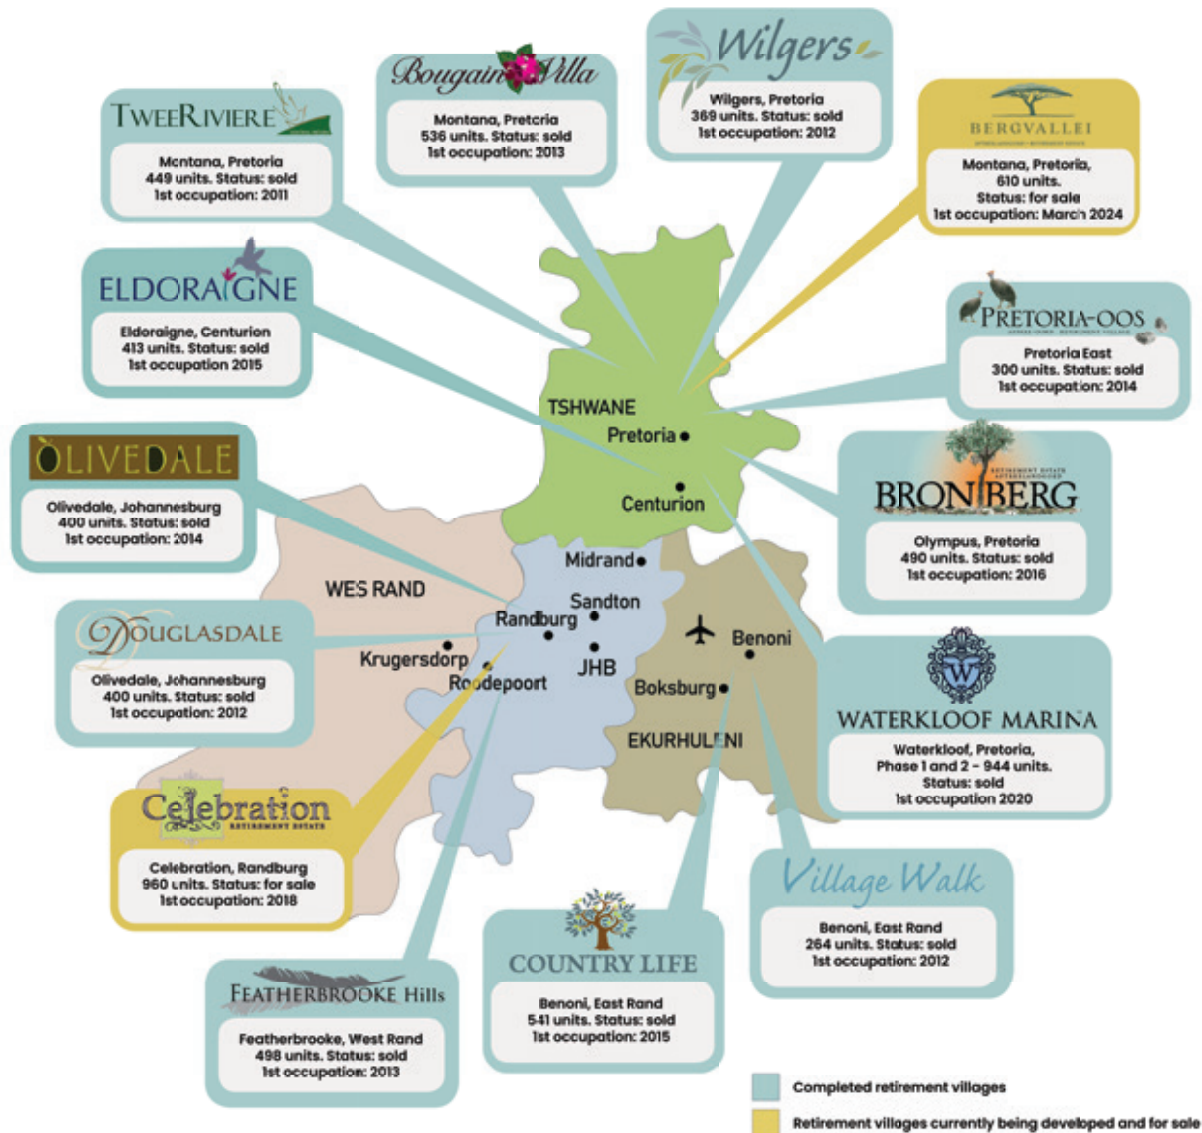 TWEERIVIERE
Montana, Pretoria
449 units. Status: sold
1st occupation: 2011
Bougain Villa
Montana, Pretoria
536 units. Status: sold
1st occupation: 2013
Wilgers
Wilgers, Pretoria
369 units. Status: sold
1st occupation: 2012
BERGVALLEI
Montana, Pretoria,
610 units.
Status: for sale
1st occupation: March 2024
ELDORAIGNE
Eldoraigne, Centurion
413 units. Status: sold
1st occupation 2015
PRETORIA-OOS
Pretoria East
300 units. Status: sold
1st occupation: 2014
TSHWANE
Pretoria
Centurion
OLIVEDALE
Olivedale, Johannesburg
400 units. Status: sold
1st occupation: 2014
RETIREMENT ESTATE
AFTREELANDGOED
BRONBERG
Olympus, Pretoria
490 units. Status: sold
1st occupation: 2016
WES RAND
Midrand
Sandton
Randburg
Krugersdorp
Roodepoort
JHB
Benoni
Boksburg
EKURHULENI
DOUGLASDALE
Olivedale, Johannesburg
400 units. Status: sold
1st occupation: 2012
W
WATERKLOOF MARINA
Waterkloof, Pretoria,
Phase 1 and 2 - 944 units.
Status: sold
1st occupation 2020
Celebration
RETIREMENT ESTATE
Celebration, Randburg
960 units. Status: for sale
1st occupation: 2018
Village Walk
Benoni, East Rand
264 units. Status: sold
1st occupation: 2012
COUNTRY LIFE
Benoni, East Rand
541 units. Status: sold
1st occupation: 2015
FEATHERBROOKE Hills
Featherbrooke, West Rand
498 units. Status: sold
1st occupation: 2013
Completed retirement villages
Retirement villages currently being developed and for sale